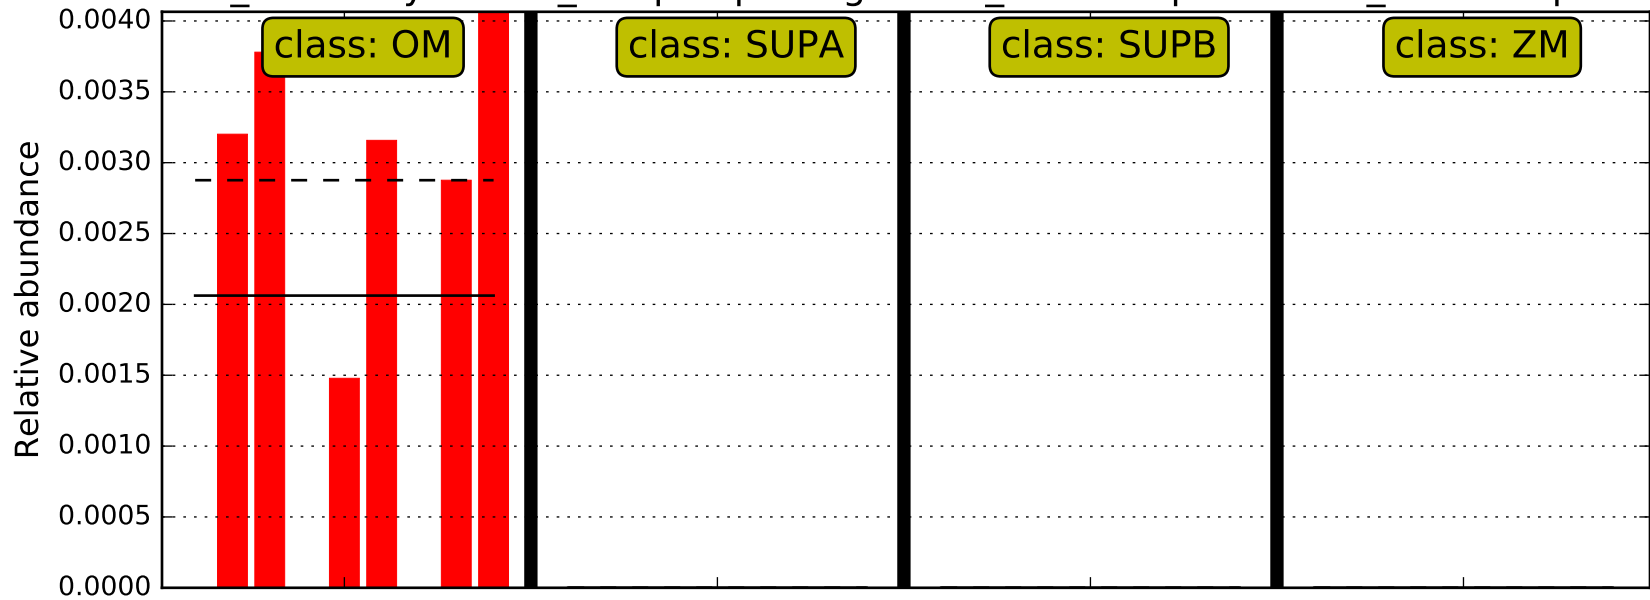 class: OM
class: SUPA
class: SUPB
class: ZM
Relative abundance
0.0040
0.0035
0.0030
0.0025
0.0020
0.0015
0.0010
0.0005
0.0000